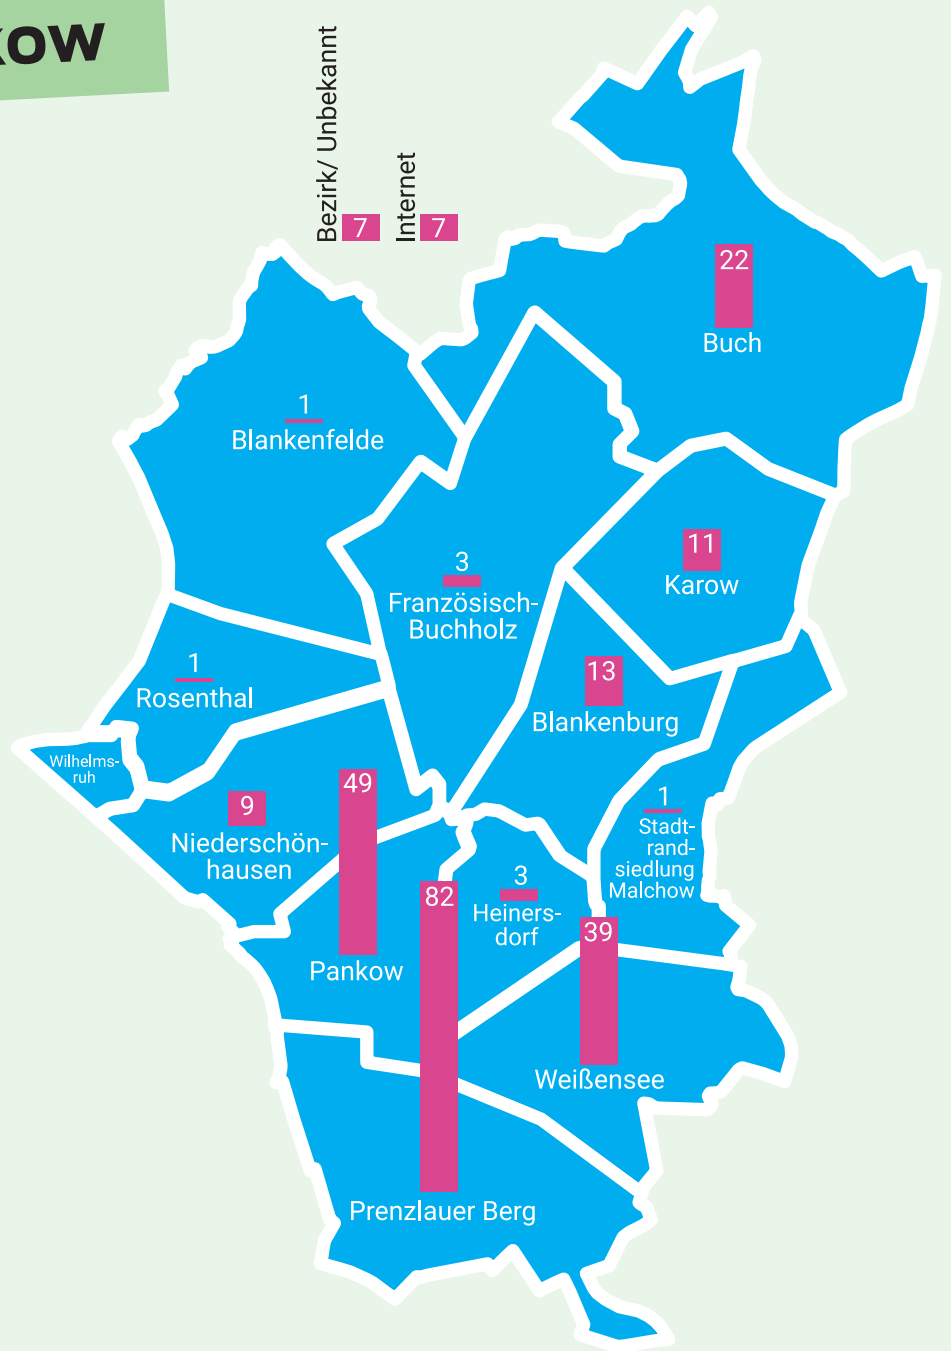 kow
Bezirk/ Unbekannt
7
Internet
7
22
Buch
1
Blankenfelde
11
Karow
3
Französisch-
Buchholz
1
Rosenthal
13
Blankenburg
Wilhelms-
ruh
49
Pankow
9
Niederschön-
hausen
1
Stadt-
rand-
siedlung
Malchow
82
Prenzlauer Berg
3
Heiners-
dorf
39
Weißensee